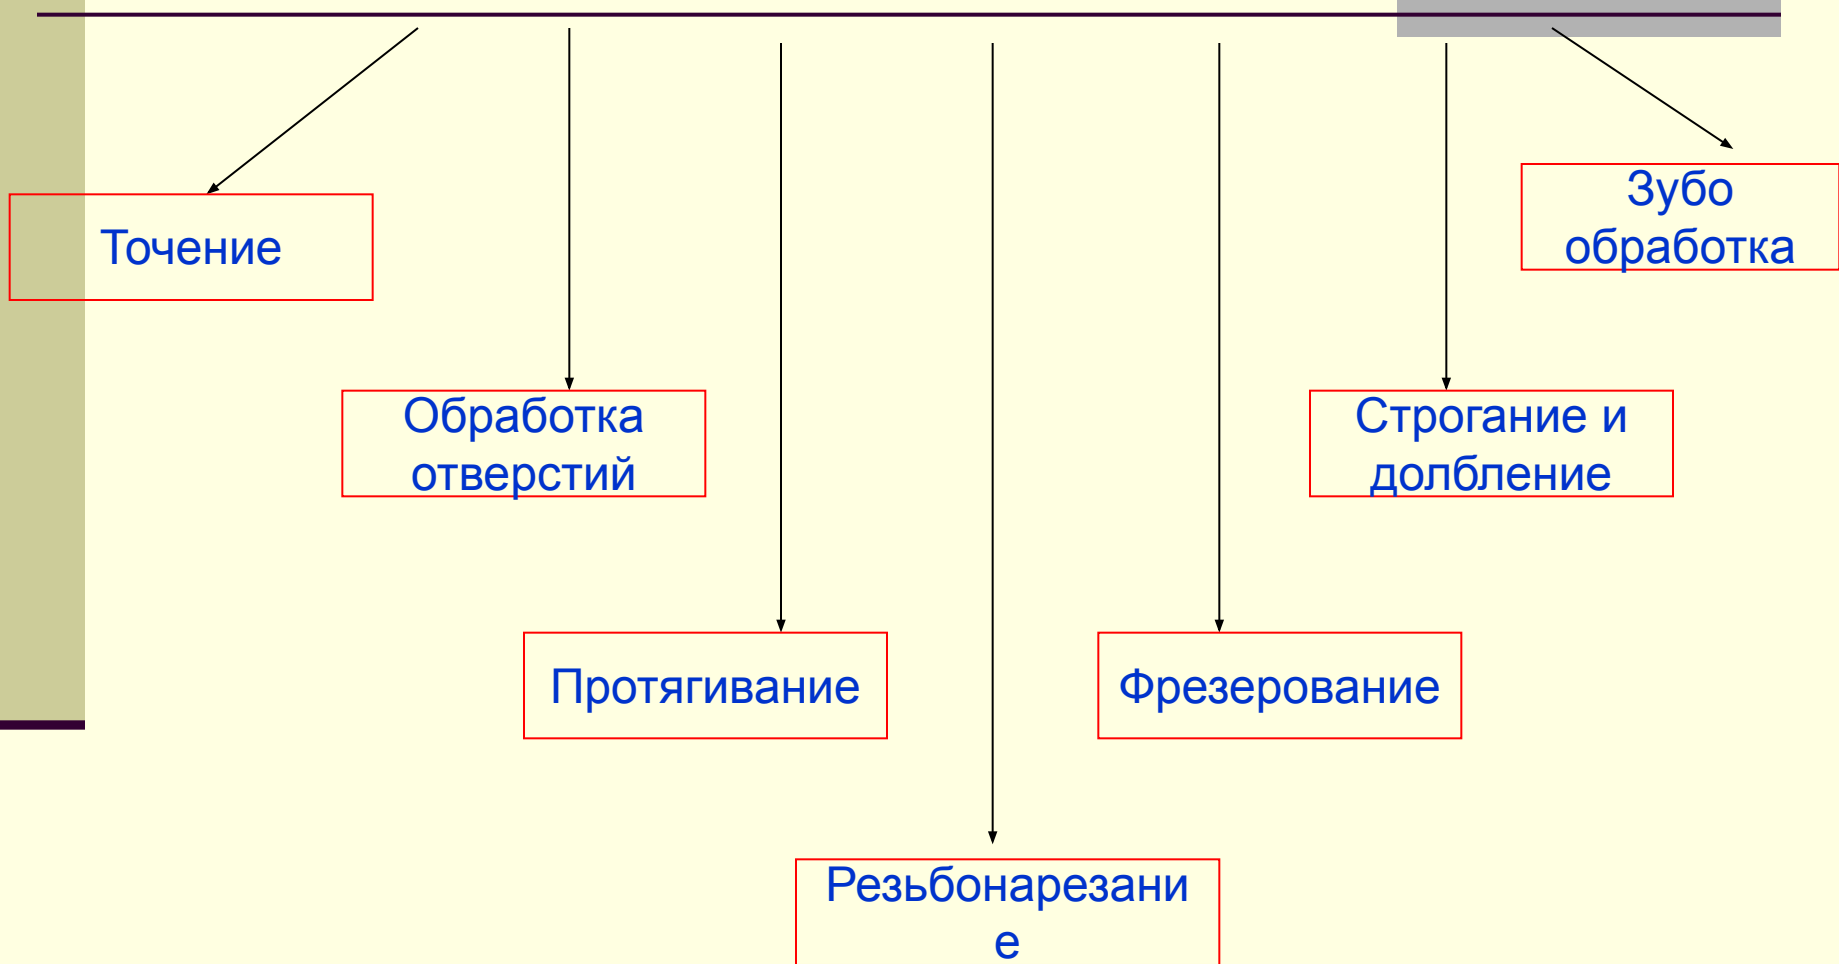 Точение
Зубо
обработка
Обработка
отверстий
Строгание и
долбление
Протягивание
Фрезерование
Резьбонарезани
е